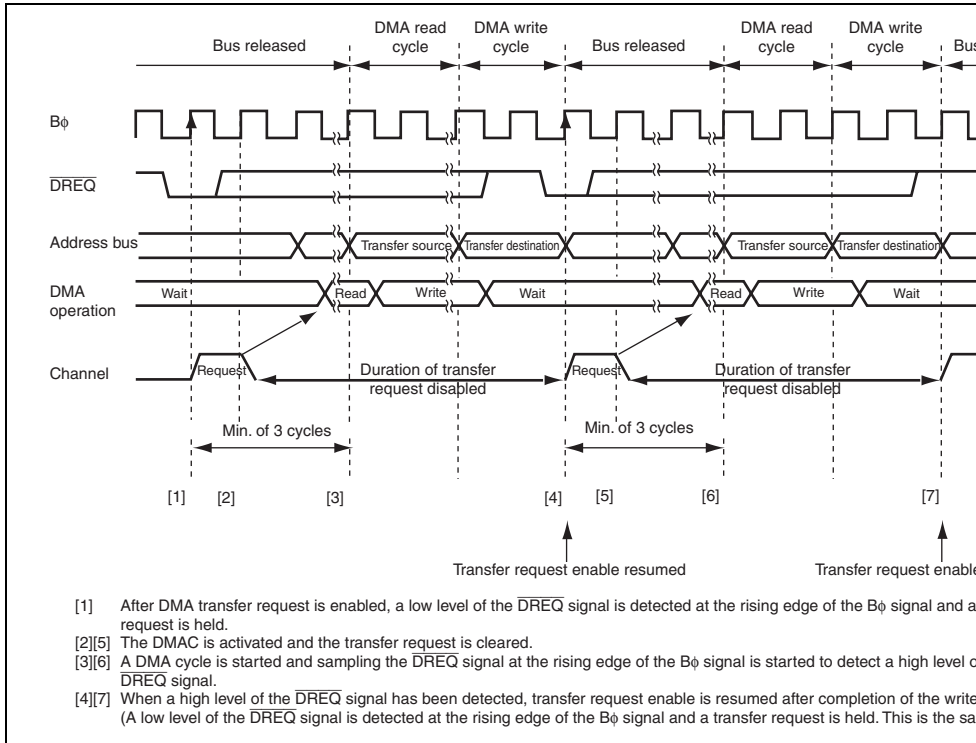 DMA read DMA write DMA read DMA write
Bus released cycle cycle Bus released cycle cycle Bus
Bϕ
DREQ
Address bus Transfer source Transfer destination Transfer source Transfer destination
DMA operation Wait Read Write Wait Read Write Wait
Channel Request Duration of transfer request disabled Request Duration of transfer request disabled
Min. of 3 cycles Min. of 3 cycles
[1] [2] [3] [4] [5] [6] [7]
Transfer request enable resumed Transfer request enable
[1] After DMA transfer request is enabled, a low level of the DREQ signal is detected at the rising edge of the Bϕ signal and a
request is held.
[2][5] The DMAC is activated and the transfer request is cleared.
[3][6] A DMA cycle is started and sampling the DREQ signal at the rising edge of the Bϕ signal is started to detect a high level o
DREQ signal.
[4][7] When a high level of the DREQ signal has been detected, transfer request enable is resumed after completion of the write
(A low level of the DREQ signal is detected at the rising edge of the Bϕ signal and a transfer request is held. This is the sa